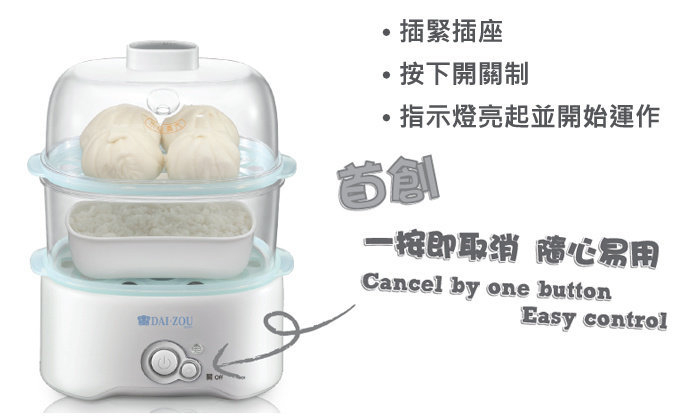 • 插緊插座
• 按下開關制
• 指示燈亮起並開始運作
首創
一按即取消 隨心易用
Cancel by one button
Easy control
DAI·ZOU
Off